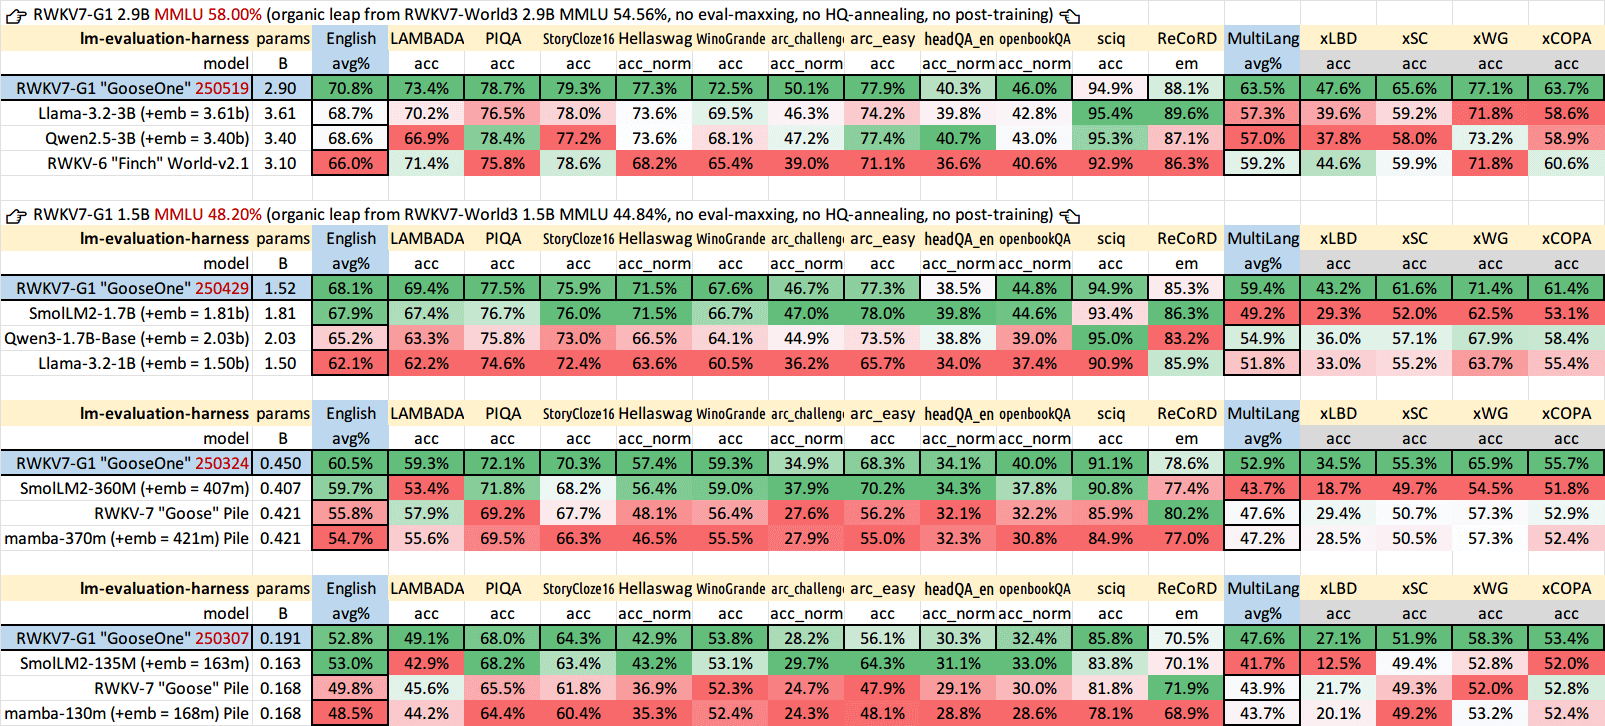 👉 RWKV7-G1 2.9B MMLU 58.00% (organic leap from RWKV7-World3 2.9B MMLU 54.56%, no eval-maxxing, no HQ-annealing, no post-training) 👈
lm-evaluation-harness params English LAMBADA PIQA StoryCloze16 Hellaswag WinoGrande arc_challenge arc_easy headQA_en openbookQA sciq ReCoRD MultiLang xLBD xSC xWG xCOPA
model B avg% acc acc acc acc_norm acc acc_norm acc acc_norm acc_norm acc em avg% acc acc acc acc
RWKV7-G1 "GooseOne" 250519 2.90 70.8% 73.4% 78.7% 79.3% 77.3% 72.5% 50.1% 77.9% 40.3% 46.0% 94.9% 88.1% 63.5% 47.6% 65.6% 77.1% 63.7%
Llama-3.2-3B (+emb = 3.61b) 3.61 68.7% 70.2% 76.5% 78.0% 73.6% 69.5% 46.3% 74.2% 39.8% 42.8% 95.4% 89.6% 57.3% 39.6% 59.2% 71.8% 58.6%
Qwen2.5-3B (+emb = 3.40b) 3.40 68.6% 66.9% 78.4% 77.2% 73.6% 68.1% 47.2% 77.4% 40.7% 43.0% 95.3% 87.1% 57.0% 37.8% 58.0% 73.2% 58.9%
RWKV-6 "Finch" World-v2.1 3.10 66.0% 71.4% 75.8% 78.6% 68.2% 65.4% 39.0% 71.1% 36.6% 40.6% 92.9% 86.3% 59.2% 44.6% 59.9% 71.8% 60.6%
👉 RWKV7-G1 1.5B MMLU 48.20% (organic leap from RWKV7-World3 1.5B MMLU 44.84%, no eval-maxxing, no HQ-annealing, no post-training) 👈
lm-evaluation-harness params English LAMBADA PIQA StoryCloze16 Hellaswag WinoGrande arc_challenge arc_easy headQA_en openbookQA sciq ReCoRD MultiLang xLBD xSC xWG xCOPA
model B avg% acc acc acc acc_norm acc acc_norm acc acc_norm acc_norm acc em avg% acc acc acc acc
RWKV7-G1 "GooseOne" 250429 1.52 68.1% 69.4% 77.5% 75.9% 71.5% 67.6% 46.7% 77.3% 38.5% 44.8% 94.9% 85.3% 59.4% 43.2% 61.6% 71.4% 61.4%
SmolLM2-1.7B (+emb = 1.81b) 1.81 67.9% 67.4% 76.7% 76.0% 71.5% 66.7% 47.0% 78.0% 39.8% 44.6% 93.4% 86.3% 49.2% 29.3% 52.0% 62.5% 53.1%
Qwen3-1.7B-Base (+emb = 2.03b) 2.03 65.2% 63.3% 75.8% 73.0% 66.5% 64.1% 44.9% 73.5% 38.8% 39.0% 95.0% 83.2% 54.9% 36.0% 57.1% 67.9% 58.4%
Llama-3.2-1B (+emb = 1.50b) 1.50 62.1% 62.2% 74.6% 72.4% 63.6% 60.5% 36.2% 65.7% 34.0% 37.4% 90.9% 85.9% 51.8% 33.0% 55.2% 63.7% 55.4%
lm-evaluation-harness params English LAMBADA PIQA StoryCloze16 Hellaswag WinoGrande arc_challenge arc_easy headQA_en openbookQA sciq ReCoRD MultiLang xLBD xSC xWG xCOPA
model B avg% acc acc acc acc_norm acc acc_norm acc acc_norm acc_norm acc em avg% acc acc acc acc
RWKV7-G1 "GooseOne" 250324 0.450 60.5% 59.3% 72.1% 70.3% 57.4% 59.3% 34.9% 68.3% 34.1% 40.0% 91.1% 78.6% 52.9% 34.5% 55.3% 65.9% 55.7%
SmolLM2-360M (+emb = 407m) 0.407 59.7% 53.4% 71.8% 68.2% 56.4% 59.0% 37.9% 70.2% 34.3% 37.8% 90.8% 77.4% 43.7% 18.7% 49.7% 54.5% 51.8%
RWKV-7 "Goose" Pile 0.421 55.8% 57.9% 69.2% 67.7% 48.1% 56.4% 27.6% 56.2% 32.1% 32.2% 85.9% 80.2% 47.6% 29.4% 50.7% 57.3% 52.9%
mamba-370m (+emb = 421m) Pile 0.421 54.7% 55.6% 69.5% 66.3% 46.5% 55.5% 27.9% 55.0% 32.3% 30.8% 84.9% 77.0% 47.2% 28.5% 50.5% 57.3% 52.4%
lm-evaluation-harness params English LAMBADA PIQA StoryCloze16 Hellaswag WinoGrande arc_challenge arc_easy headQA_en openbookQA sciq ReCoRD MultiLang xLBD xSC xWG xCOPA
model B avg% acc acc acc acc_norm acc acc_norm acc acc_norm acc_norm acc em avg% acc acc acc acc
RWKV7-G1 "GooseOne" 250307 0.191 52.8% 49.1% 68.0% 64.3% 42.9% 53.8% 28.2% 56.1% 30.3% 32.4% 85.8% 70.5% 47.6% 27.1% 51.9% 58.3% 53.4%
SmolLM2-135M (+emb = 163m) 0.163 53.0% 42.9% 68.2% 63.4% 43.2% 53.1% 29.7% 64.3% 31.1% 33.0% 83.8% 70.1% 41.7% 12.5% 49.4% 52.8% 52.0%
RWKV-7 "Goose" Pile 0.168 49.8% 45.6% 65.5% 61.8% 36.9% 52.3% 24.7% 47.9% 29.1% 30.0% 81.8% 71.9% 43.9% 21.7% 49.3% 52.0% 52.8%
mamba-130m (+emb = 168m) Pile 0.168 48.5% 44.2% 64.4% 60.4% 35.3% 52.4% 24.3% 48.1% 28.8% 28.6% 78.1% 68.9% 43.7% 20.1% 49.2% 53.2% 52.4%